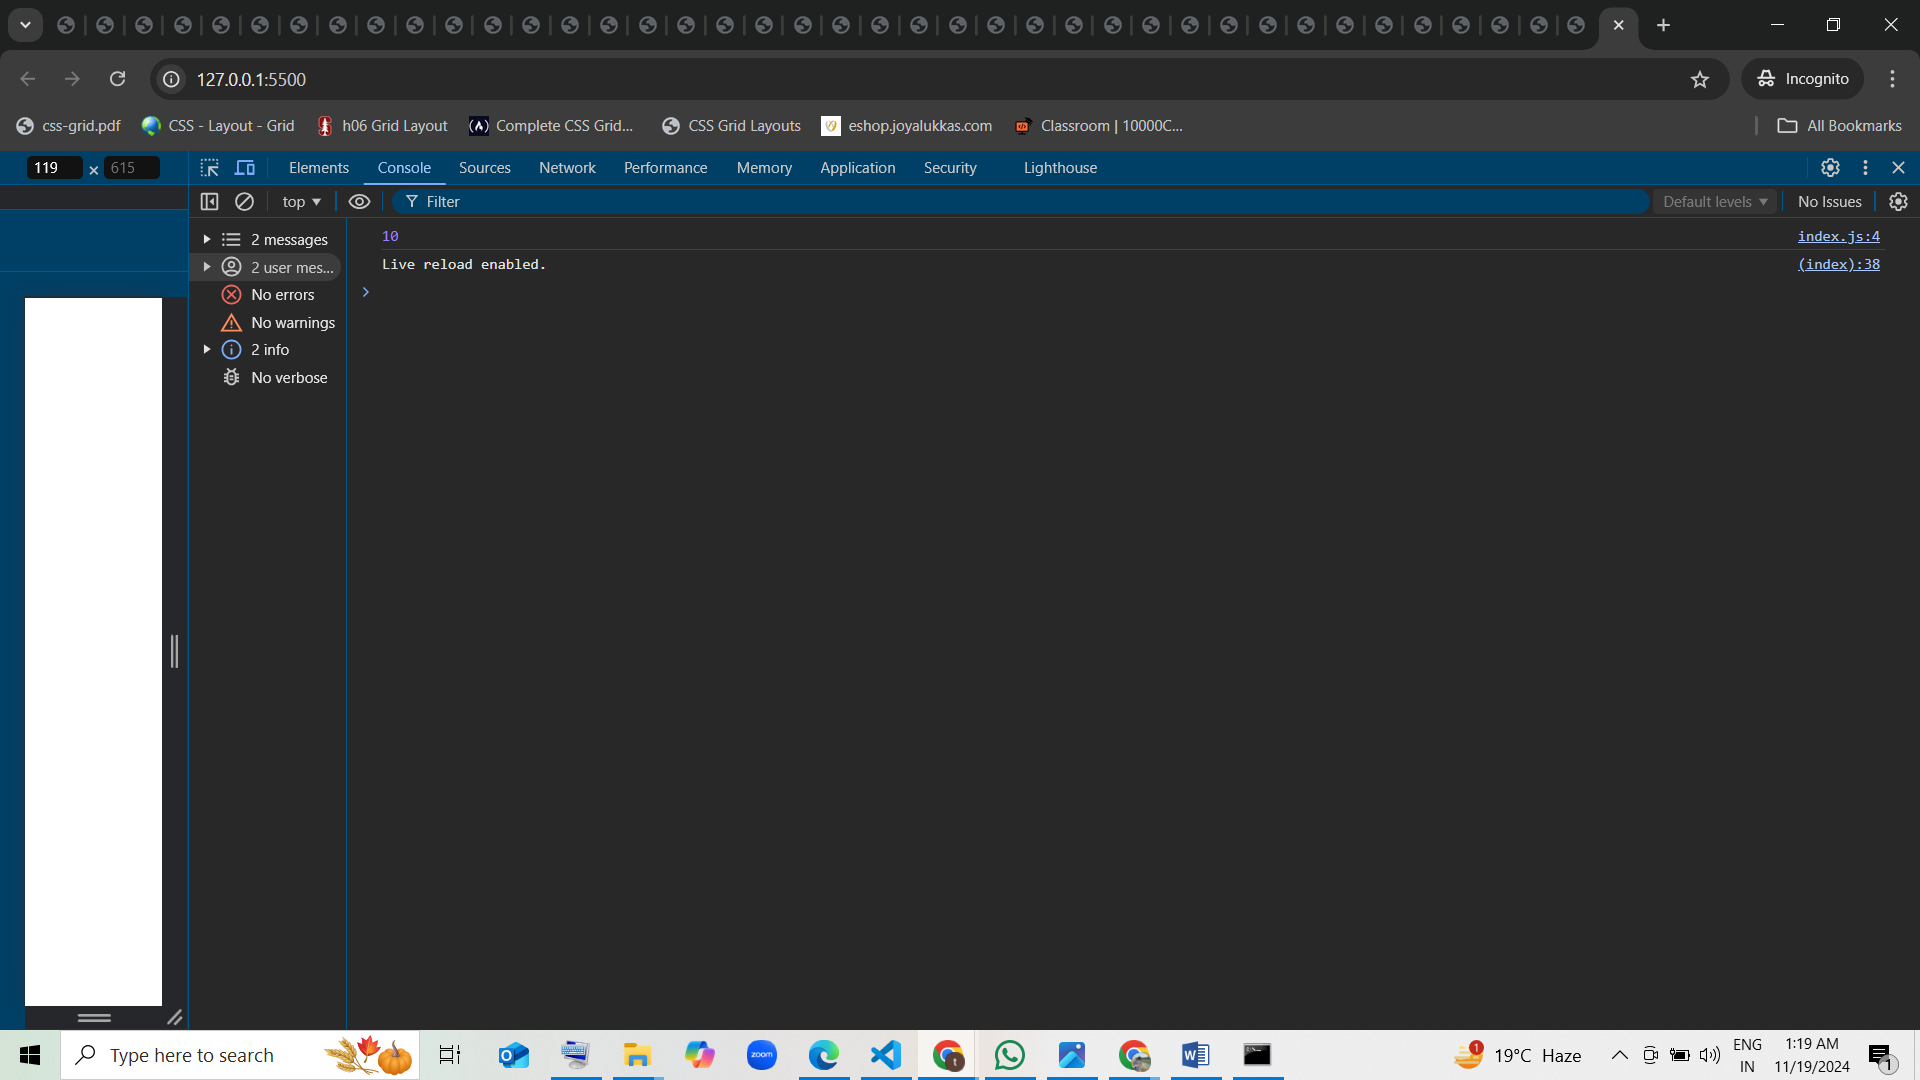 127.0.0.1:5500
Incognito
css-grid.pdf
CSS - Layout - Grid
h06 Grid Layout
Complete CSS Grid...
CSS Grid Layouts
eshop.joyalukkas.com
Classroom | 10000C...
All Bookmarks
119 × 615
Elements
Console
Sources
Network
Performance
Memory
Application
Security
Lighthouse
top
Filter
Default levels
No Issues
2 messages
2 user mes...
No errors
No warnings
2 info
No verbose
10
index.js:4
Live reload enabled.
(index):38
Type here to search
zoom
1
19°C Haze
ENG
IN
1:19 AM
11/19/2024
1